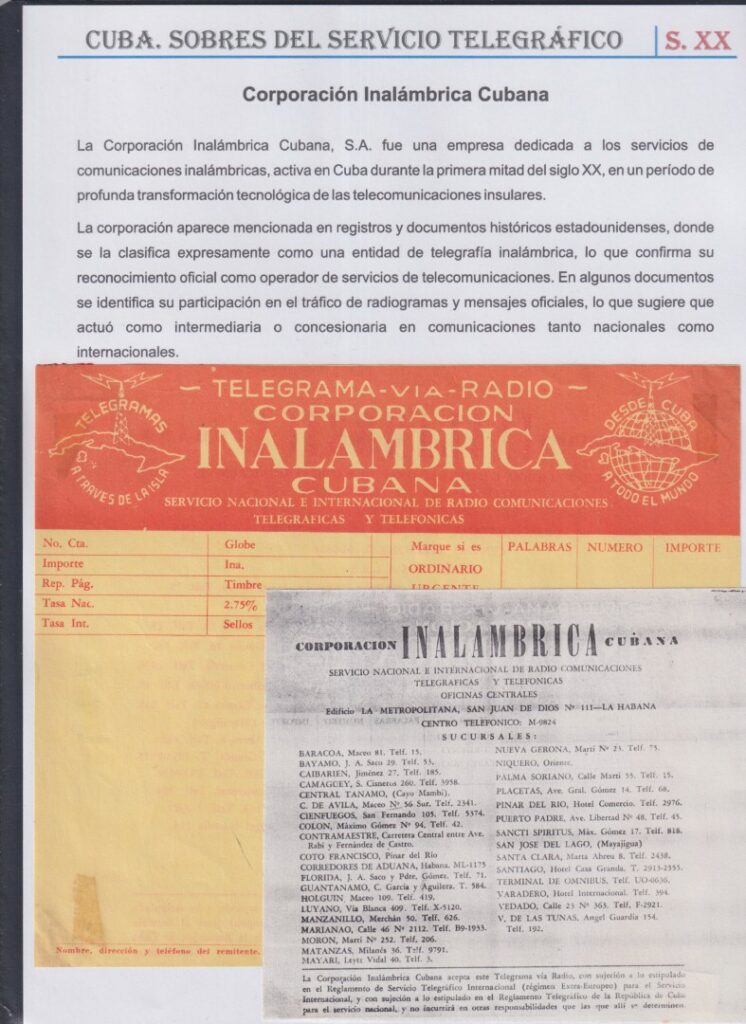 CUBA. SOBRES DEL SERVICIO TELEGRÁFICO
S. XX
Corporación Inalámbrica Cubana
La Corporación Inalámbrica Cubana, S.A. fue una empresa dedicada a los servicios de
comunicaciones inalámbricas, activa en Cuba durante la primera mitad del siglo XX, en un período de
profunda transformación tecnológica de las telecomunicaciones insulares.
La corporación aparece mencionada en registros y documentos históricos estadounidenses, donde
se la clasifica expresamente como una entidad de telegrafía inalámbrica, lo que confirma su
reconocimiento oficial como operador de servicios de telecomunicaciones. En algunos documentos
se identifica su participación en el tráfico de radiogramas y mensajes oficiales, lo que sugiere que
actuó como intermediaria o concesionaria en comunicaciones tanto nacionales como
internacionales.
TELEGRAMAS
A TRAVES DE LA ISLA
— TELEGRAMA-VIA-RADIO —
CORPORACION
INALAMBRICA
CUBANA
SERVICIO NACIONAL E INTERNACIONAL DE RADIO COMUNICACIONES
TELEGRAFICAS Y TELEFONICAS
DESDE CUBA
A TODO EL MUNDO
No. Cta.
Importe
Rep. Pág.
Tasa Nac.
Tasa Int.
Globe
Ina.
Timbre
2.75%
Sellos
Marque si es
ORDINARIO
URGENTE
PALABRAS
NUMERO
IMPORTE
Nombre, dirección y teléfono del remitente.
CORPORACION INALAMBRICA CUBANA
SERVICIO NACIONAL E INTERNACIONAL DE RADIO COMUNICACIONES
TELEGRAFICAS Y TELEFONICAS
OFICINAS CENTRALES
Edificio LA METROPOLITANA, SAN JUAN DE DIOS Nº 111—LA HABANA
CENTRO TELEFONICO: M-9824
SUCURSALES:
BARACOA, Maceo 81. Telf. 15.
BAYAMO, J. A. Saco 29. Telf. 53.
CAIBARIEN, Jiménez 27. Telf. 185.
CAMAGUEY, S. Cisneros 260. Telf. 3958.
CENTRAL TANAMO, (Cayo Mambí).
C. DE AVILA, Maceo Nº 56 Sur. Telf. 2341.
CIENFUEGOS, San Fernando 105. Telf. 5374.
COLON, Máximo Gómez Nº 94. Telf. 42.
CONTRAMAESTRE, Carretera Central entre Ave.
Rabí y Fernández de Castro.
COTO FRANCISCO, Pinar del Río
CORREDORES DE ADUANA, Habana. ML-1175
FLORIDA, J. A. Saco y Pdre. Gómez. Telf. 71.
GUANTANAMO, C. García y Aguilera. T. 584.
HOLGUIN, Maceo 109. Telf. 419.
LUYANO, Vía Blanca 409. Telf. X-5120.
MANZANILLO, Merchán 50. Telf. 626.
MARIANAO, Calle 46 Nº 2112. Telf. B9-1933.
MORON, Martí Nº 252. Telf. 206.
MATANZAS, Milanés 36. Telf. 9791.
MAYARI, Leyte Vidal 40. Telf. 3.
NUEVA GERONA, Martí Nº 23. Telf. 75.
NIQUERO, Oriente.
PALMA SORIANO, Calle Martí 53. Telf. 15.
PLACETAS, Ave. Gral. Gómez 14. Telf. 68.
PINAR DEL RIO, Hotel Comercio. Telf. 2976.
PUERTO PADRE, Ave. Libertad Nº 48. Telf. 45.
SANCTI SPIRITUS, Máx. Gómez 17. Telf. 818.
SAN JOSE DEL LAGO, (Mayajigua)
SANTA CLARA, Marta Abreu 8. Telf. 2438.
SANTIAGO, Hotel Casa Granda. T. 2913-2553.
TERMINAL DE OMNIBUS, Telf. UO-0636.
VARADERO, Hotel Internacional. Telf. 394.
VEDADO, Calle 23 Nº 363. Telf. F-2921.
V. DE LAS TUNAS, Angel Guardia 154.
Telf. 192.
La Corporación Inalámbrica Cubana acepta este Telegrama vía Radio, con sujeción a lo estipulado
en el Reglamento de Servicio Telegráfico Internacional (régimen Extra-Europeo) para el Servicio
Internacional, y con sujeción a lo estipulado en el Reglamento Telegráfico de la República de Cuba
para el servicio nacional, y no incurrirá en otras responsabilidades que las que allí se determinen.